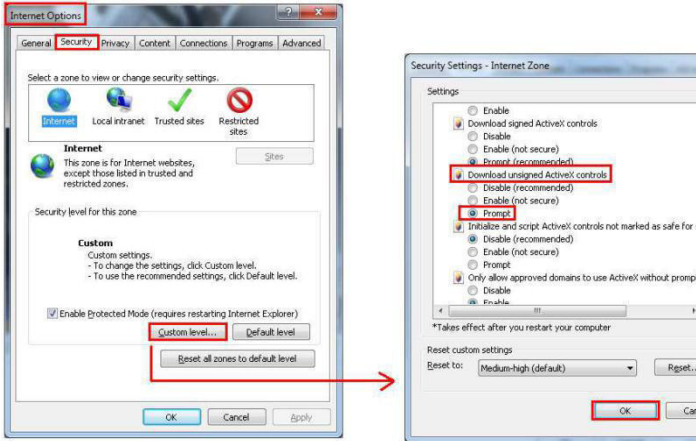 Internet Options
General Security Privacy Content Connections Programs Advanced
Select a zone to view or change security settings.
Internet Local intranet Trusted sites Restricted
sites
Internet
This zone is for Internet websites,
except those listed in trusted and
restricted zones.
Sites
Security level for this zone
Custom
Custom settings.
- To change the settings, click Custom level.
- To use the recommended settings, click Default level.
Enable Protected Mode (requires restarting Internet Explorer)
Custom level... Default level
Reset all zones to default level
OK Cancel Apply
Security Settings - Internet Zone
Settings
Enable
Download signed ActiveX controls
Disable
Enable (not secure)
Prompt (recommended)
Download unsigned ActiveX controls
Disable (recommended)
Enable (not secure)
Prompt
Initialize and script ActiveX controls not marked as safe for
Disable (recommended)
Enable (not secure)
Prompt
Only allow approved domains to use ActiveX without promp
Disable
Enable
*Takes effect after you restart your computer
Reset custom settings
Reset to: Medium-high (default) Reset..
OK Can